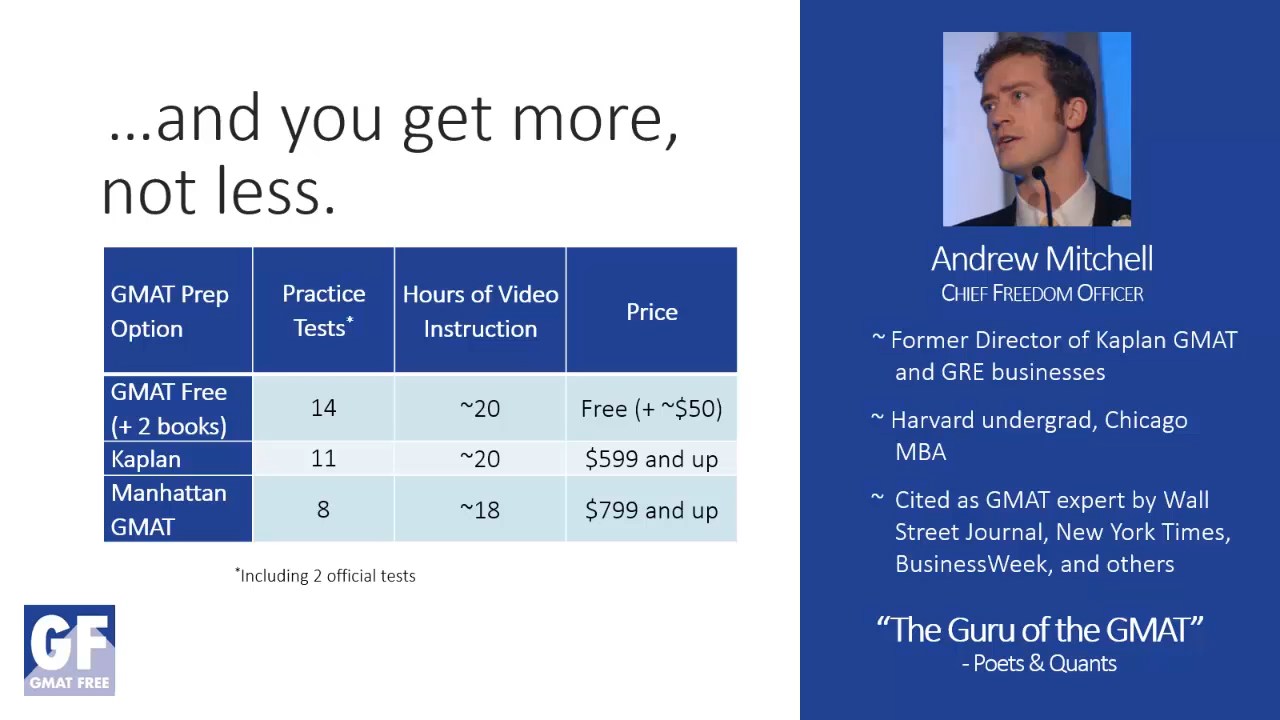 ...and you get more,
not less.
GMAT Prep Option
Practice Tests*
Hours of Video Instruction
Price
GMAT Free (+ 2 books)
14
~20
Free (+ ~$50)
Kaplan
11
~20
$599 and up
Manhattan GMAT
8
~18
$799 and up
*Including 2 official tests
GF
GMAT FREE
Andrew Mitchell
CHIEF FREEDOM OFFICER
~ Former Director of Kaplan GMAT
and GRE businesses
~ Harvard undergrad, Chicago
MBA
~ Cited as GMAT expert by Wall
Street Journal, New York Times,
BusinessWeek, and others
“The Guru of the GMAT”
- Poets & Quants